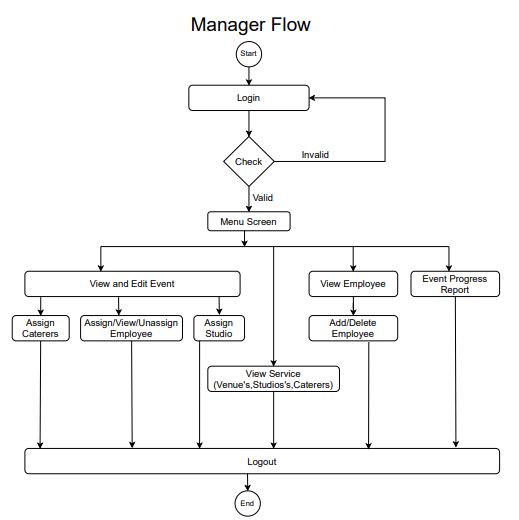 Manager Flow
Start
Login
Check
Invalid
Valid
Menu Screen
View and Edit Event
View Employee
Event Progress
Report
Assign
Caterers
Assign/View/Unassign
Employee
Assign
Studio
Add/Delete
Employee
View Service
(Venue's,Studios's,Caterers)
Logout
End